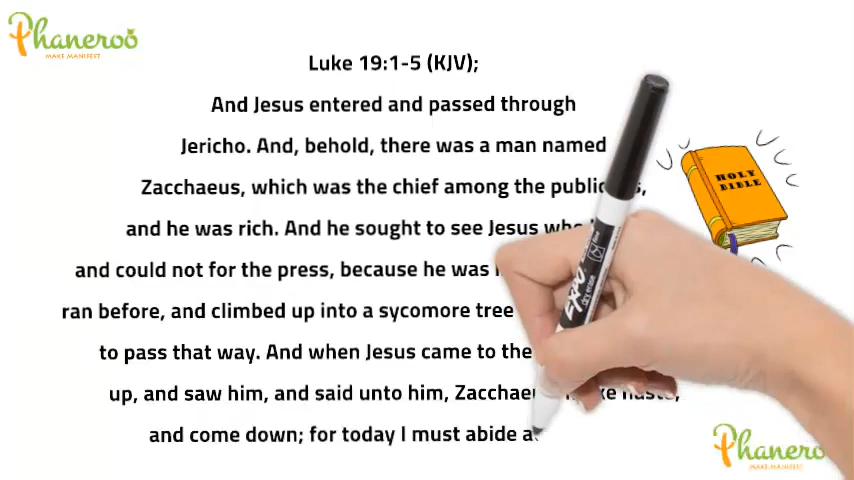 Phaneroo
MAKE MANIFEST
Luke 19:1-5 (KJV);
And Jesus entered and passed through
Jericho. And, behold, there was a man named
Zacchaeus, which was the chief among the
and he was rich. And he sought to see Jesus
and could not for the press, because he was
ran before, and climbed up into a sycomore tree
to pass that way. And when Jesus came to the
up, and saw him, and said unto him,
and come down; for today I must abide
HOLY
BIBLE
EXPO
MAKE MANIFEST